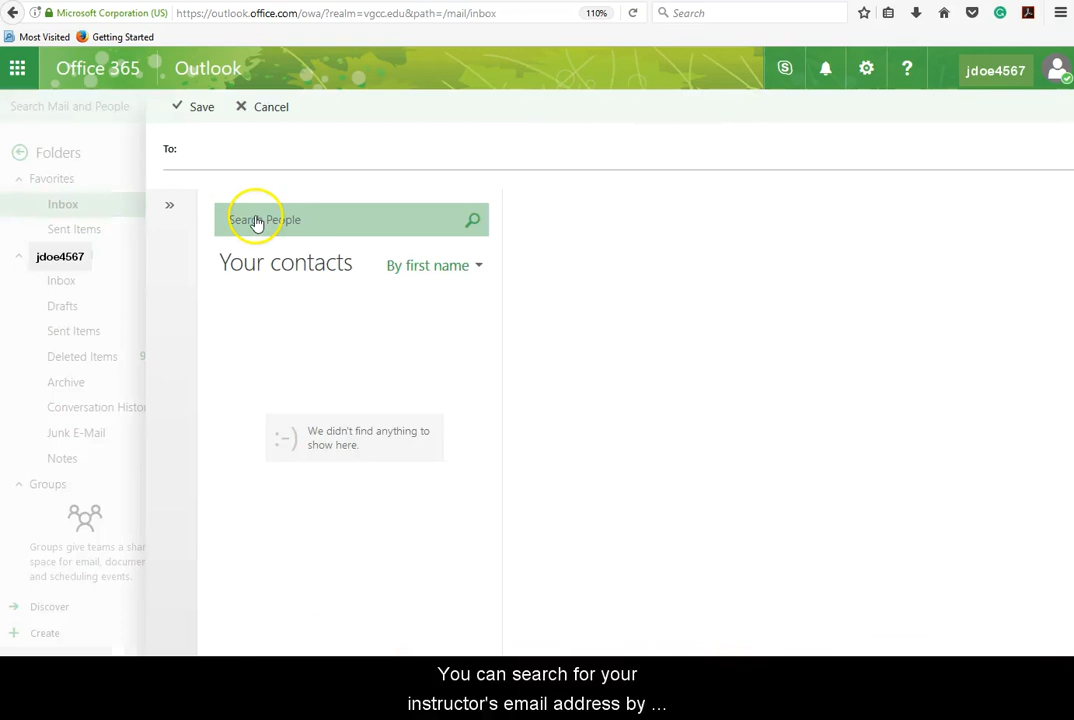 Microsoft Corporation (US) https://outlook.office.com/owa/?realm=vgcc.edu&path=/mail/inbox 110% Search
Most Visited Getting Started
Office 365 Outlook ? jdoe4567
Search Mail and People Save Cancel
To:
Folders
Favorites
Inbox
Sent Items
jdoe4567
Inbox
Drafts
Sent Items
Deleted Items 9
Archive
Conversation Histo
Junk E-Mail
Notes
Groups
Groups give teams a shar
space for email, documer
and scheduling events.
Discover
Create
Search People
Your contacts By first name
:-) We didn't find anything to
show here.
You can search for your
instructor's email address by ...